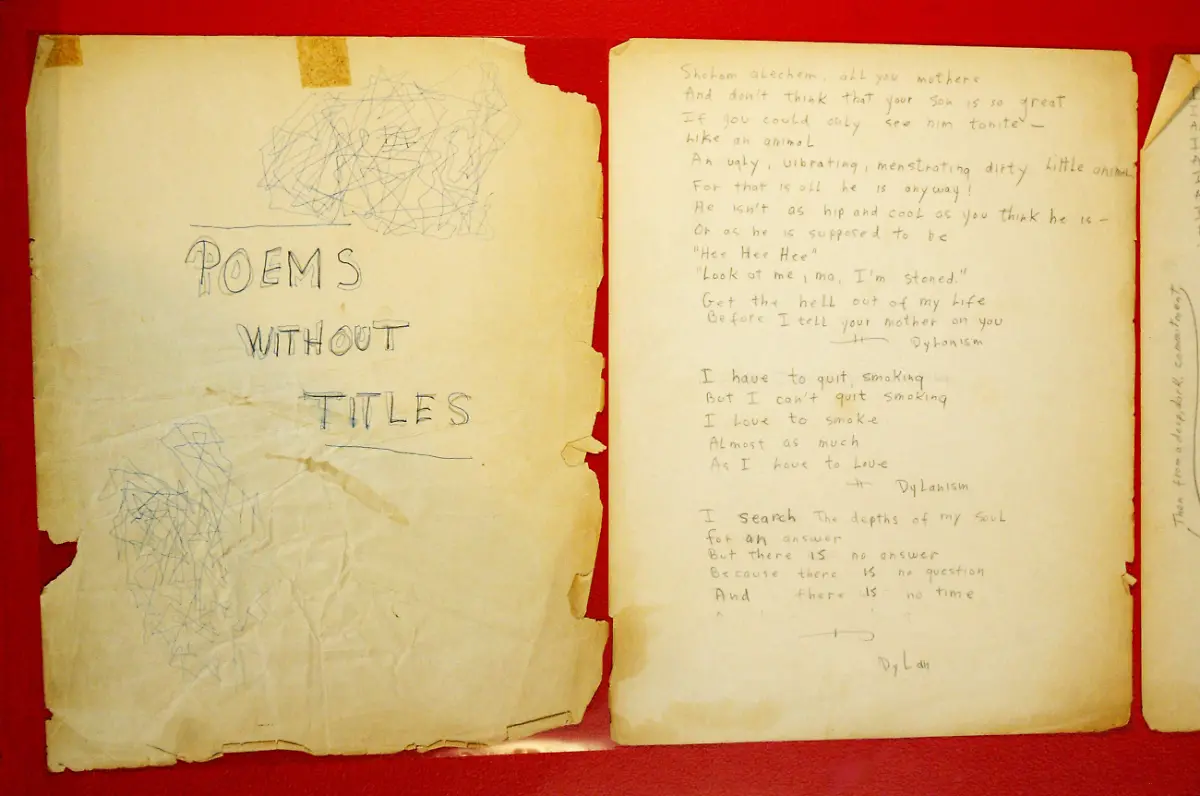 POEMS
WITHOUT
TITLES
Sholom alechem, all you mothers
And don't think that your son is so great
If you could only see him tonite —
Like an animal
An ugly, vibrating, menstrating dirty little animal
For that is all he is anyway!
He isn't as hip and cool as you think he is —
Or as he is supposed to be
"Hee Hee Hee"
"Look at me, ma, I'm stoned."
Get the hell out of my life
Before I tell your mother on you
Dylanism
I have to quit smoking
But I can't quit smoking
I love to smoke
Almost as much
As I have to love
Dylanism
I search the depths of my soul
for an answer
But there is no answer
Because there is no question
And there is no time
Dylan
Then from a deep, dark commitment